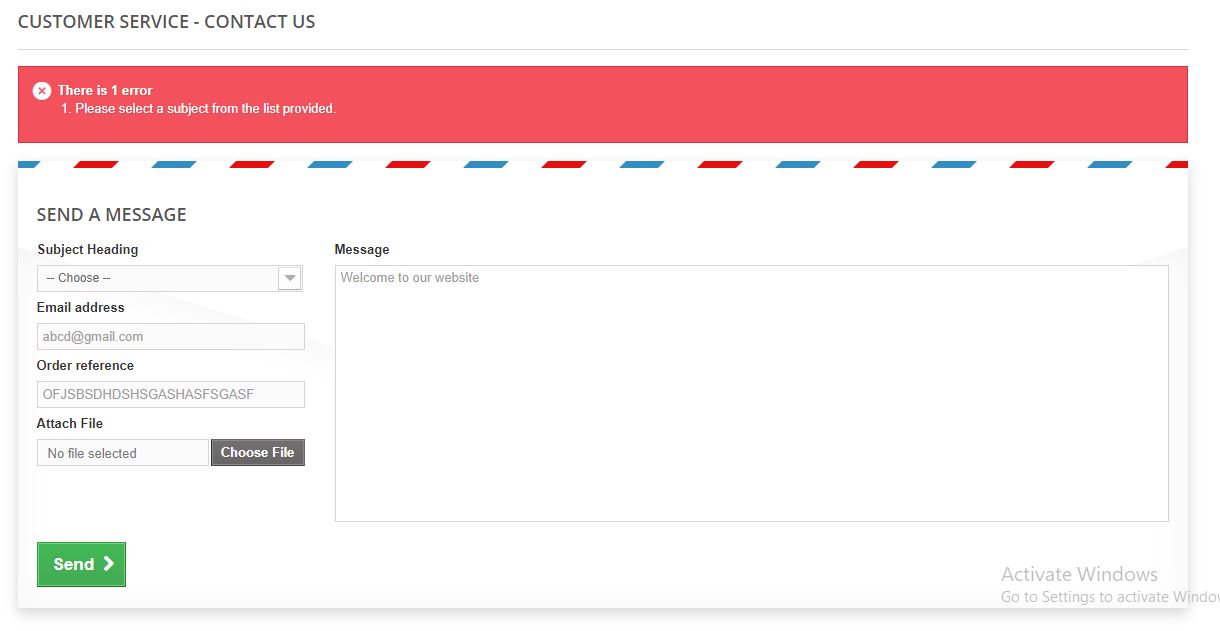 CUSTOMER SERVICE - CONTACT US
There is 1 error
1. Please select a subject from the list provided.
SEND A MESSAGE
Subject Heading
-- Choose --
Email address
abcd@gmail.com
Order reference
OFJSBSDHDSHSGASHASFSGASF
Attach File
No file selected
Choose File
Message
Welcome to our website
Send
Activate Windows
Go to Settings to activate Windo